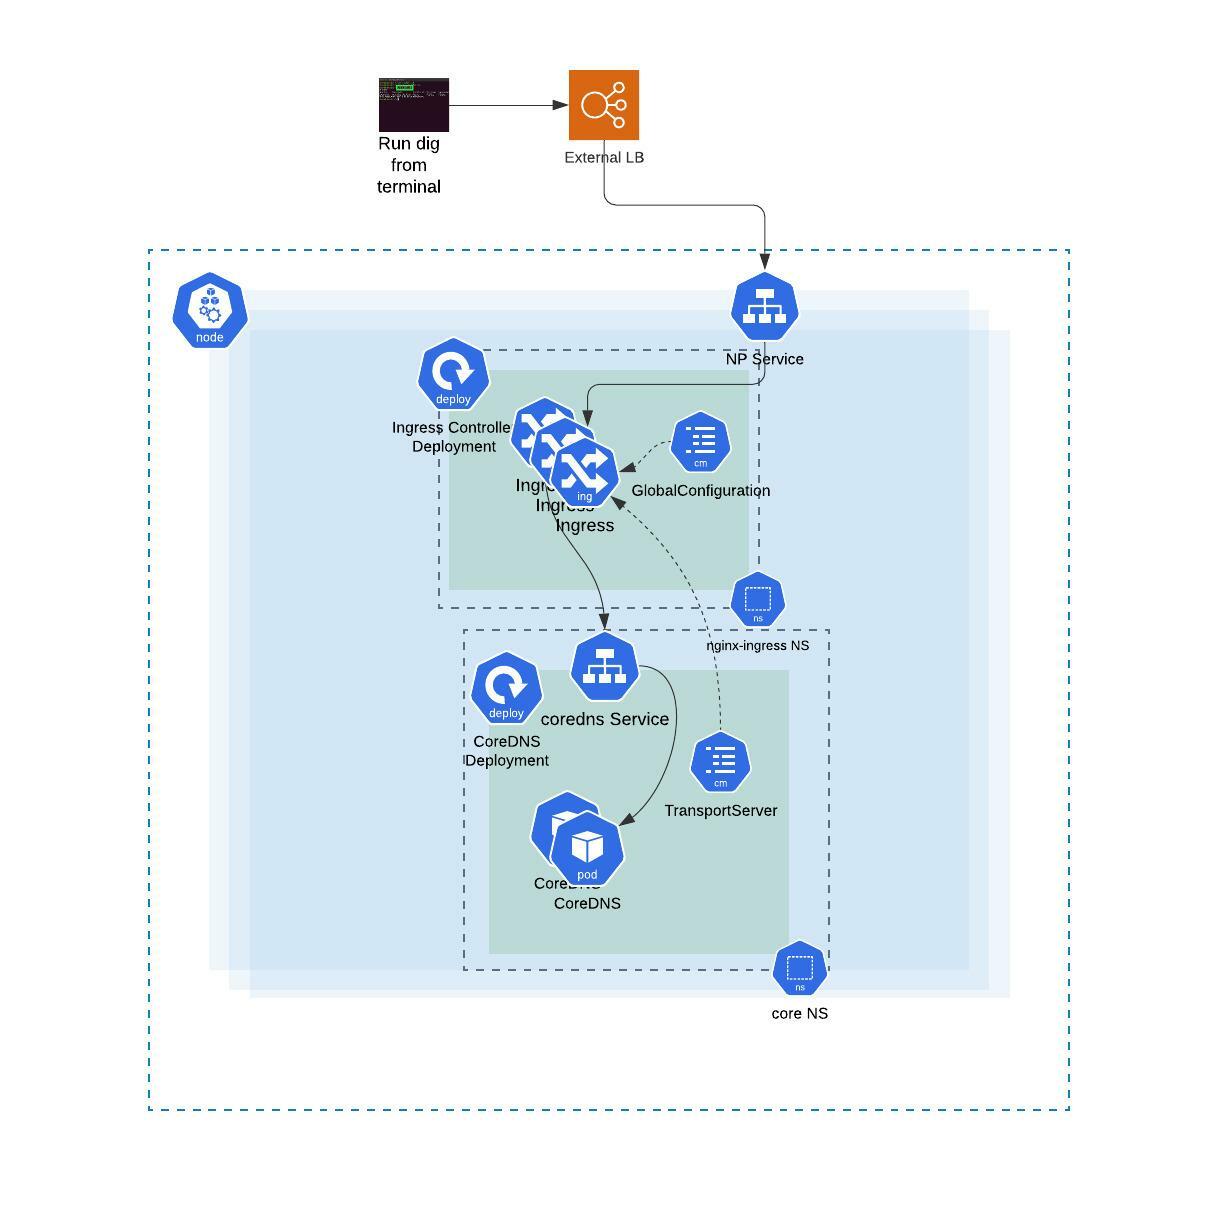 Run dig
from
terminal
External LB
node
NP Service
deploy
Ingress Controlle
Deployment
cm
GlobalConfiguration
ing
Ingre
Ingress
Ingress
ns
nginx-ingress NS
deploy
coredns Service
CoreDNS
Deployment
cm
TransportServer
pod
CoreDNS
CoreDNS
ns
core NS